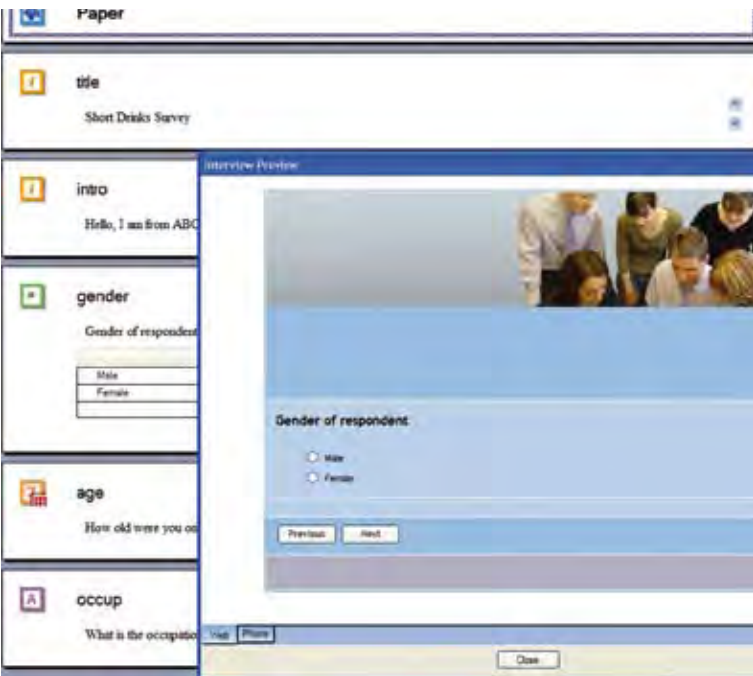 Paper
title
Short Drinks Survey
Interview Preview
intro
Hello, I am from ABC
gender
Gender of respondent
Male
Female
Gender of respondent
Male
Female
age
How old were you on
Previous
Next
occup
What is the occupatio
Web
Phone
Close